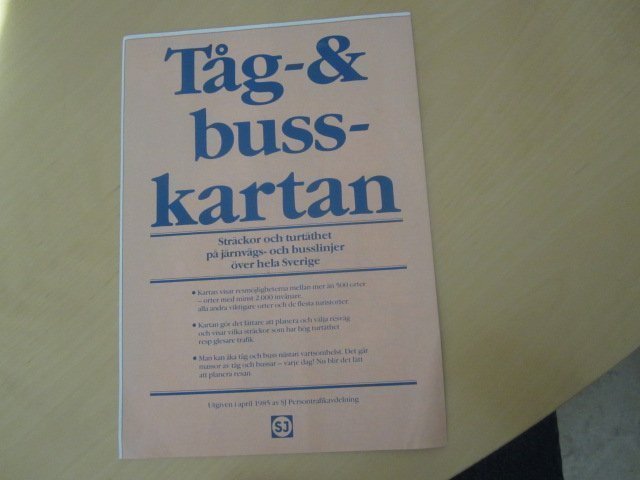 Tåg-&
buss-
kartan
Sträckor och turtäthet
på järnvägs- och busslinjer
över hela Sverige
• Kartan visar resmöjligheterna mellan mer än 500 orter
– orter med minst 2.000 invånare,
alla andra viktigare orter och de flesta turistorter.
• Kartan gör det lättare att planera och välja resväg
och visar vilka sträckor som har hög turtäthet
resp glesare trafik.
• Man kan åka tåg och buss nästan vartsomhelst. Det går
massor av tåg och bussar – varje dag! Nu blir det lätt
att planera resan.
Utgiven i april 1985 av SJ Persontrafikavdelning
SJ